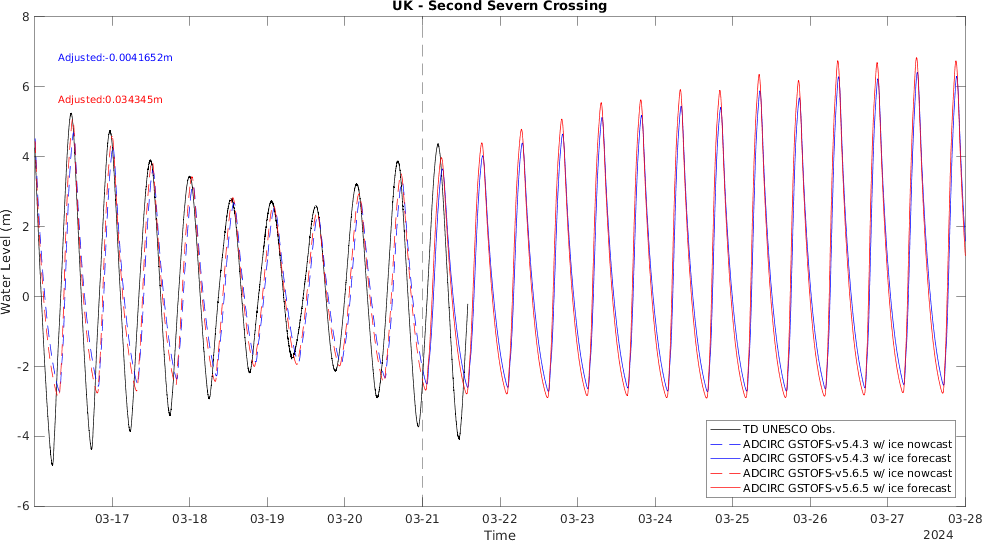 UK - Second Severn Crossing
8
6
4
2
0
-2
-4
-6
Water Level (m)
Adjusted:-0.0041652m
Adjusted:0.034345m
TD UNESCO Obs.
ADCIRC GSTOFS-v5.4.3 w/ ice nowcast
ADCIRC GSTOFS-v5.4.3 w/ ice forecast
ADCIRC GSTOFS-v5.6.5 w/ ice nowcast
ADCIRC GSTOFS-v5.6.5 w/ ice forecast
03-17 03-18 03-19 03-20 03-21 03-22 03-23 03-24 03-25 03-26 03-27 03-28
Time
2024